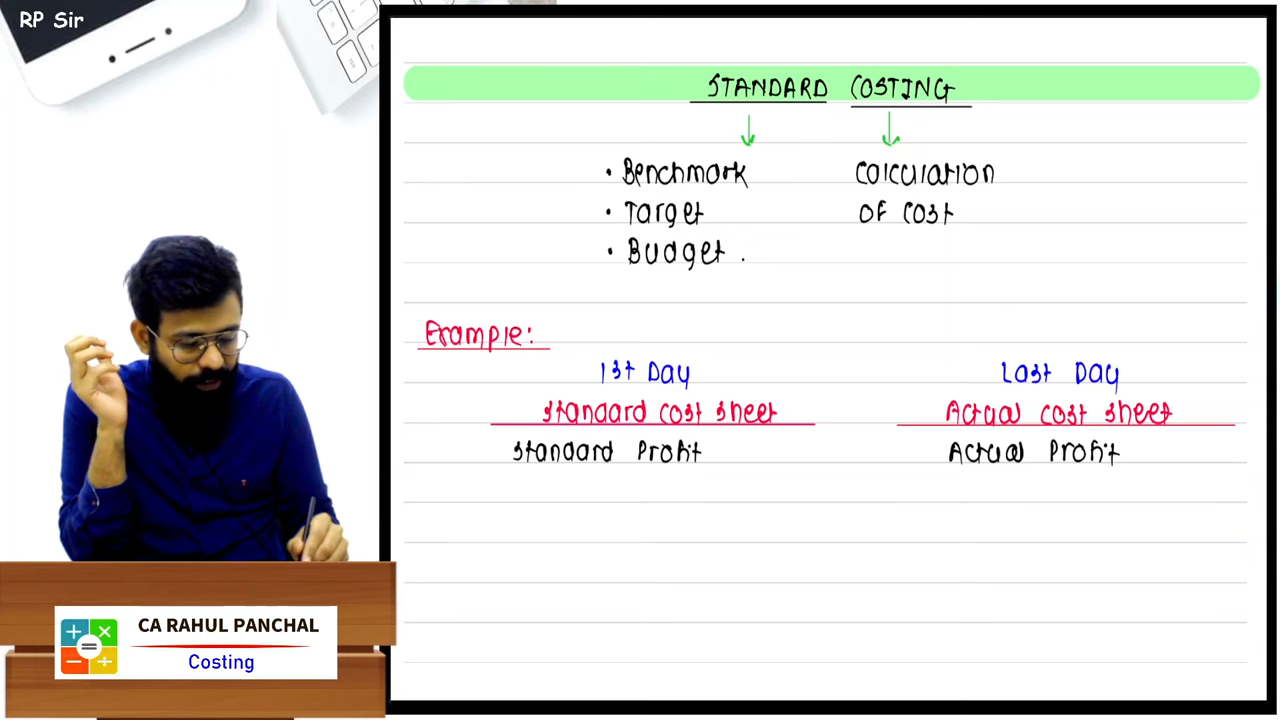 RP Sir
STANDARD COSTING
• Benchmark Calculation
• Target Of Cost
• Budget .
Example:
1st Day Last Day
Standard Cost Sheet Actual Cost Sheet
Standard Profit Actual Profit
CA RAHUL PANCHAL
Costing